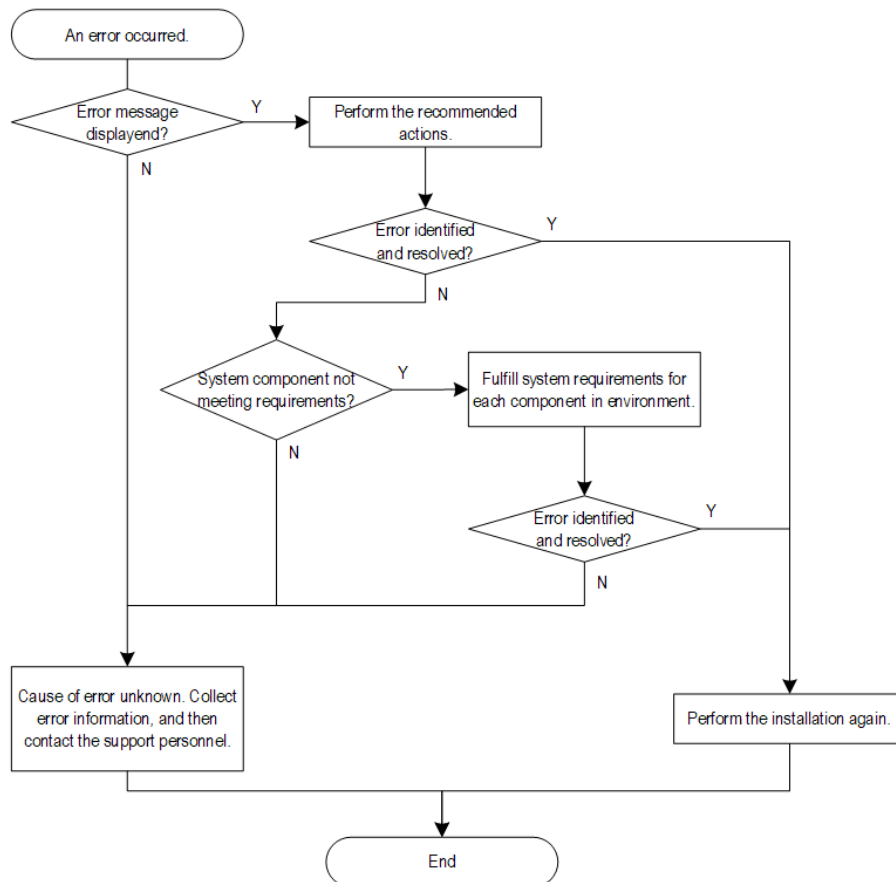 An error occurred.
Error message
displayend?
Y
N
Perform the recommended
actions.
Error identified
and resolved?
Y
N
System component not
meeting requirements?
Y
N
Fulfill system requirements for
each component in environment.
Error identified
and resolved?
Y
N
Cause of error unknown. Collect
error information, and then
contact the support personnel.
Perform the installation again.
End